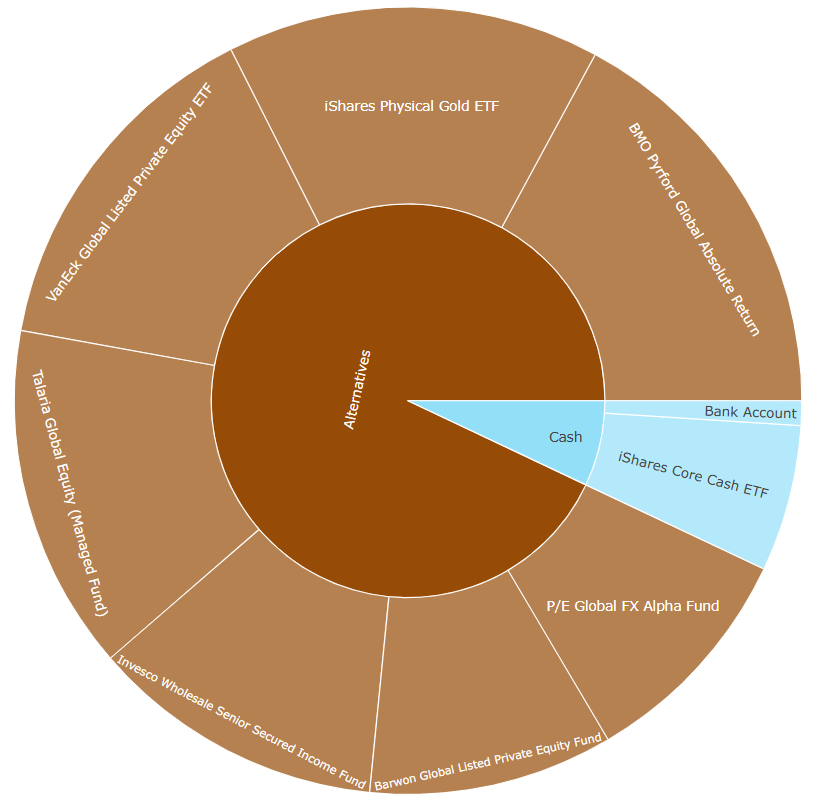 iShares Physical Gold ETF
BMO Pyrford Global Absolute Return
VanEck Global Listed Private Equity ETF
Alternatives
Cash
Bank Account
iShares Core Cash ETF
Talaria Global Equity (Managed Fund)
P/E Global FX Alpha Fund
Invesco Wholesale Senior Secured Income Fund
Barwon Global Listed Private Equity Fund